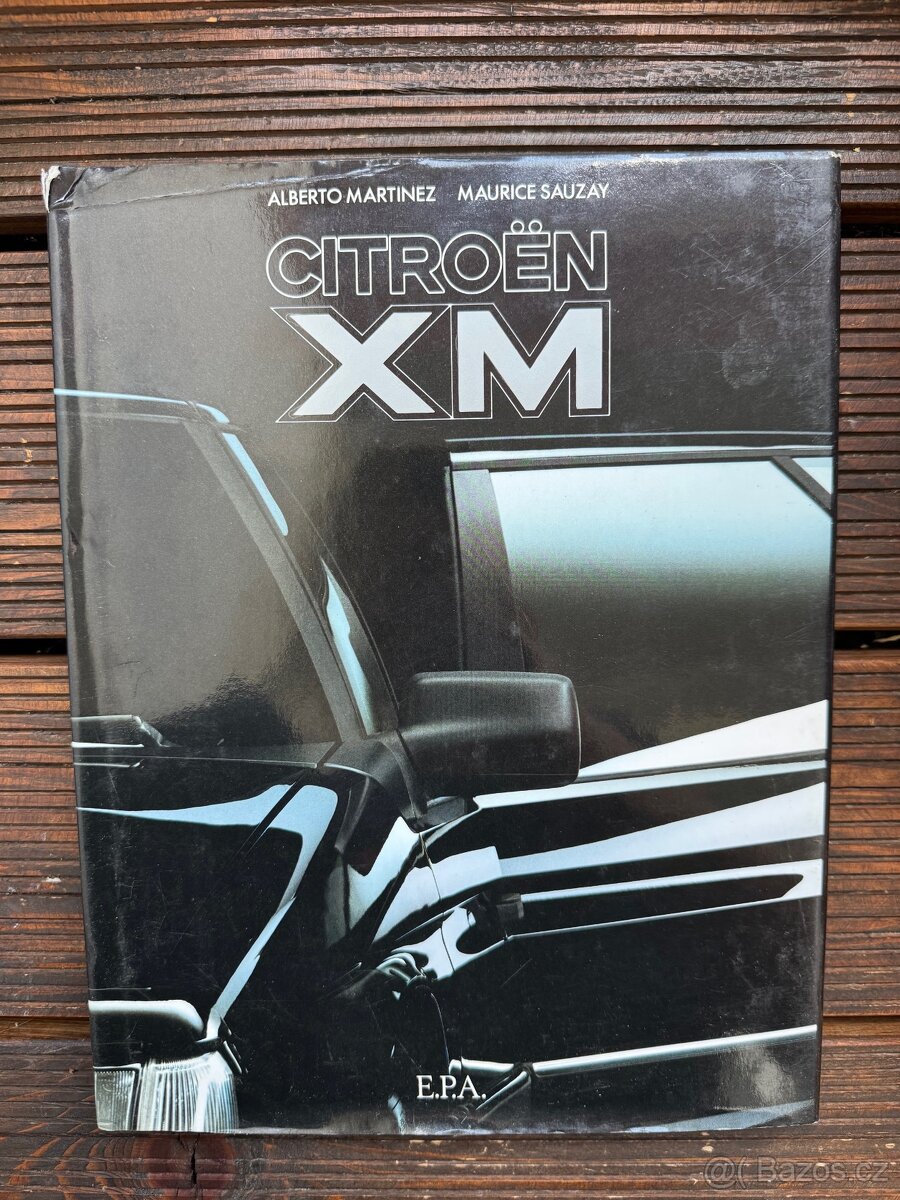 ALBERTO MARTINEZ MAURICE SAUZAY
CITROËN
XM
E.P.A.
@( Bazos.cz